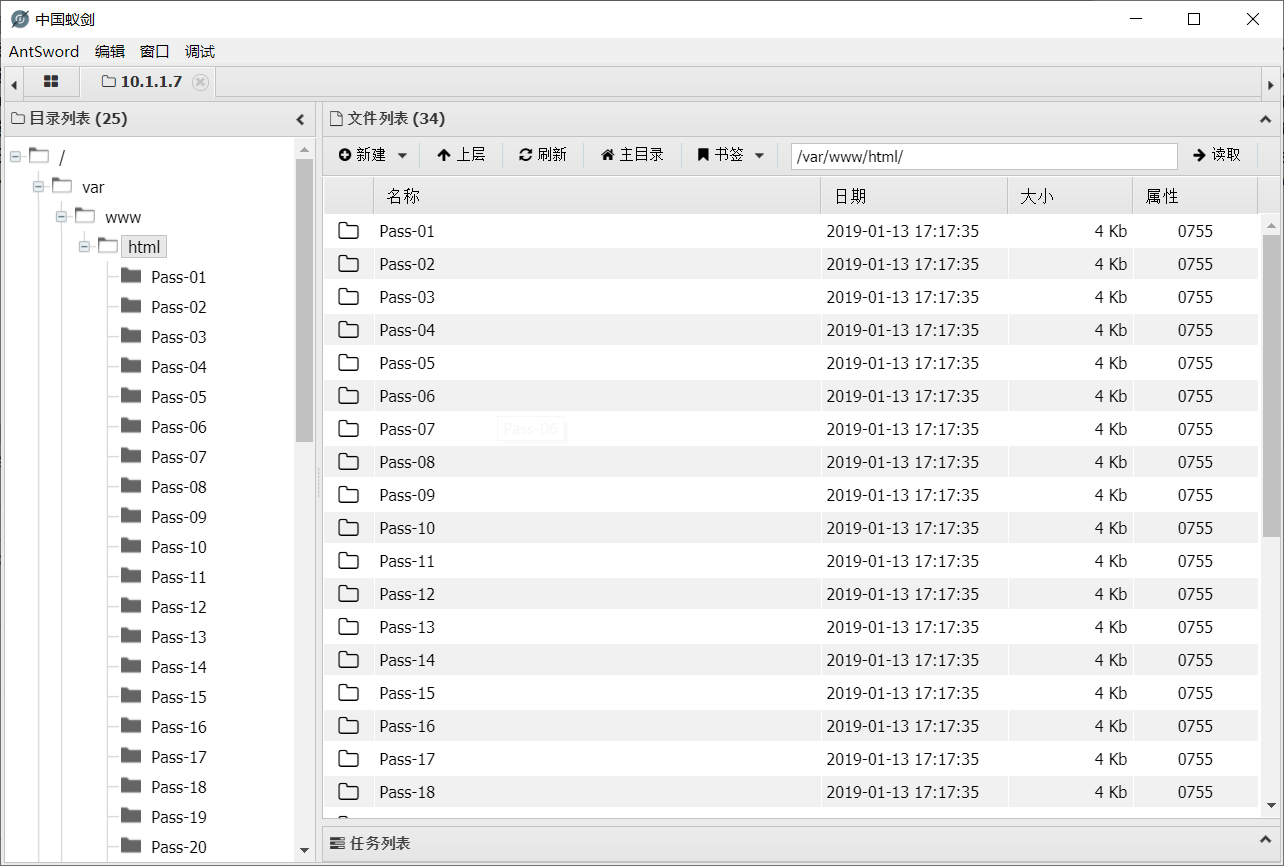 中国蚁剑
AntSword 编辑 窗口 调试
10.1.1.7
目录列表 (25)
/
var
www
html
Pass-01
Pass-02
Pass-03
Pass-04
Pass-05
Pass-06
Pass-07
Pass-08
Pass-09
Pass-10
Pass-11
Pass-12
Pass-13
Pass-14
Pass-15
Pass-16
Pass-17
Pass-18
Pass-19
Pass-20
文件列表 (34)
新建 上层 刷新 主目录 书签 /var/www/html/ 读取
名称 日期 大小 属性
Pass-01 2019-01-13 17:17:35 4 Kb 0755
Pass-02 2019-01-13 17:17:35 4 Kb 0755
Pass-03 2019-01-13 17:17:35 4 Kb 0755
Pass-04 2019-01-13 17:17:35 4 Kb 0755
Pass-05 2019-01-13 17:17:35 4 Kb 0755
Pass-06 2019-01-13 17:17:35 4 Kb 0755
Pass-07 Pass-06 2019-01-13 17:17:35 4 Kb 0755
Pass-08 2019-01-13 17:17:35 4 Kb 0755
Pass-09 2019-01-13 17:17:35 4 Kb 0755
Pass-10 2019-01-13 17:17:35 4 Kb 0755
Pass-11 2019-01-13 17:17:35 4 Kb 0755
Pass-12 2019-01-13 17:17:35 4 Kb 0755
Pass-13 2019-01-13 17:17:35 4 Kb 0755
Pass-14 2019-01-13 17:17:35 4 Kb 0755
Pass-15 2019-01-13 17:17:35 4 Kb 0755
Pass-16 2019-01-13 17:17:35 4 Kb 0755
Pass-17 2019-01-13 17:17:35 4 Kb 0755
Pass-18 2019-01-13 17:17:35 4 Kb 0755
任务列表